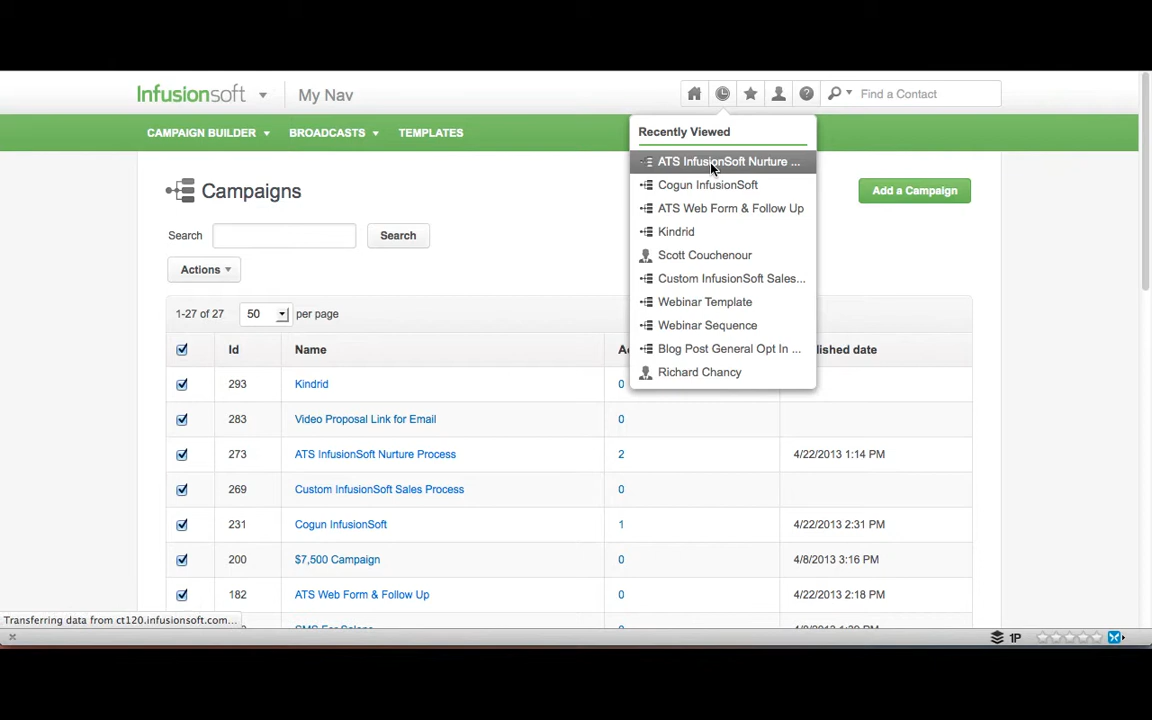 Infusionsoft My Nav Find a Contact
CAMPAIGN BUILDER BROADCASTS TEMPLATES
Recently Viewed
ATS InfusionSoft Nurture ...
Cogun InfusionSoft
ATS Web Form & Follow Up
Kindrid
Scott Couchenour
Custom InfusionSoft Sales...
Webinar Template
Webinar Sequence
Blog Post General Opt In ...
Richard Chancy
Campaigns Add a Campaign
Search Search
Actions
1-27 of 27 50 per page
Id Name
293 Kindrid 0
283 Video Proposal Link for Email 0
273 ATS InfusionSoft Nurture Process 2 4/22/2013 1:14 PM
269 Custom InfusionSoft Sales Process 0
231 Cogun InfusionSoft 1 4/22/2013 2:31 PM
200 $7,500 Campaign 0 4/8/2013 3:16 PM
182 ATS Web Form & Follow Up 0 4/22/2013 2:18 PM
Transferring data from ct120.infusionsoft.com...
1P